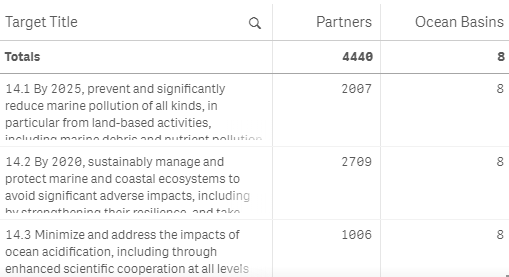 Target Title Partners Ocean Basins
Totals 4440 8
14.1 By 2025, prevent and significantly 2007 8
reduce marine pollution of all kinds, in
particular from land-based activities,
including marine debris and nutrient pollution
14.2 By 2020, sustainably manage and 2709 8
protect marine and coastal ecosystems to
avoid significant adverse impacts, including
by strengthening their resilience, and take
14.3 Minimize and address the impacts of 1006 8
ocean acidification, including through
enhanced scientific cooperation at all levels